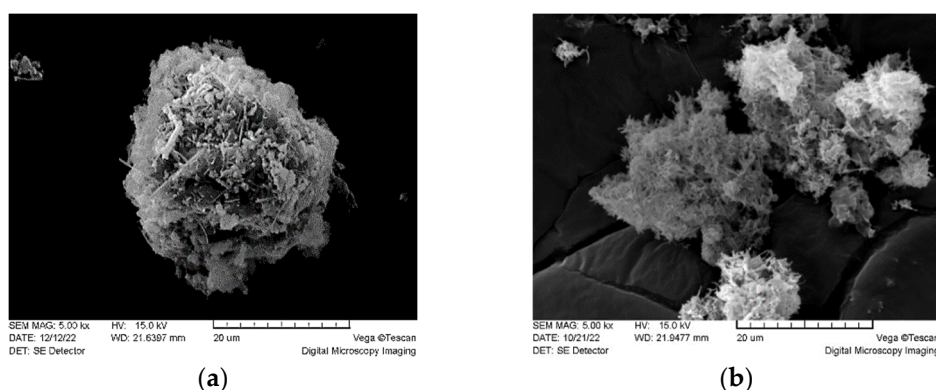 SEM MAG: 5.00 kx HV: 15.0 kV
DATE: 12/12/22 WD: 21.6397 mm 20 um Vega ©Tescan
DET: SE Detector Digital Microscopy Imaging
(a)
SEM MAG: 5.00 kx HV: 15.0 kV
DATE: 10/21/22 WD: 21.9477 mm 20 um Vega ©Tescan
DET: SE Detector Digital Microscopy Imaging
(b)